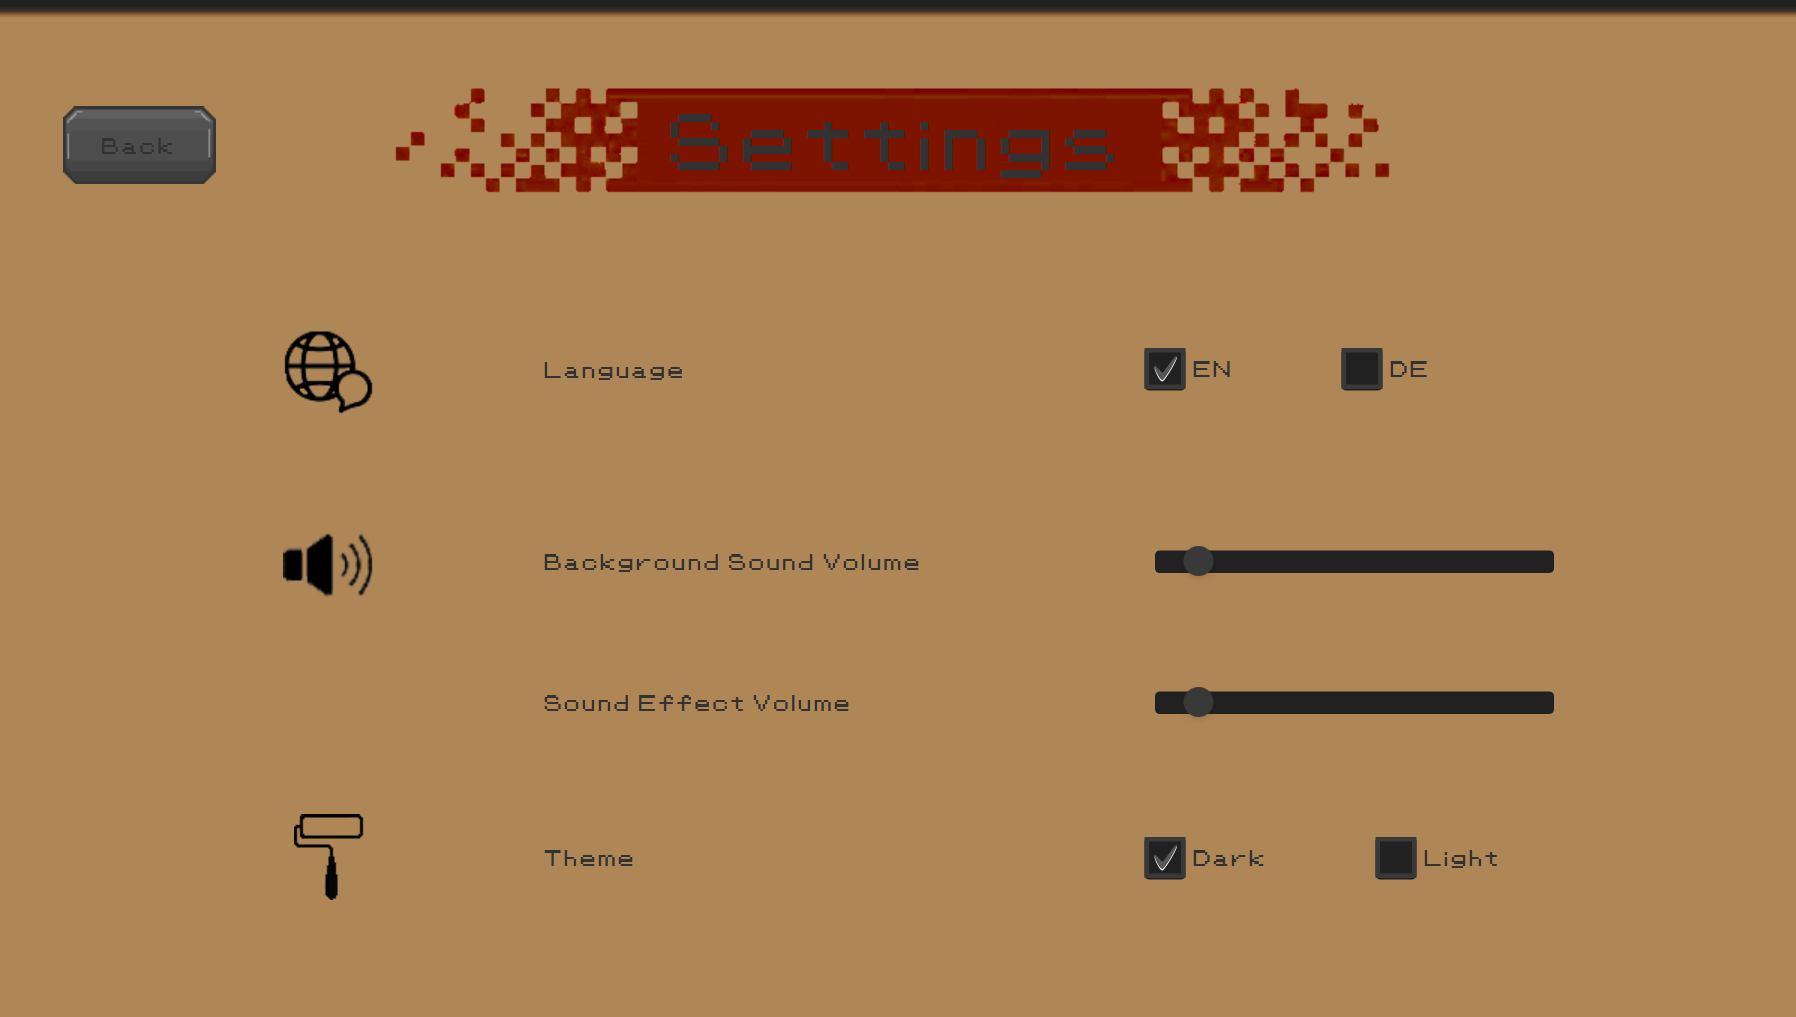 Back
Settings
Language
EN
DE
Background Sound Volume
Sound Effect Volume
Theme
Dark
Light